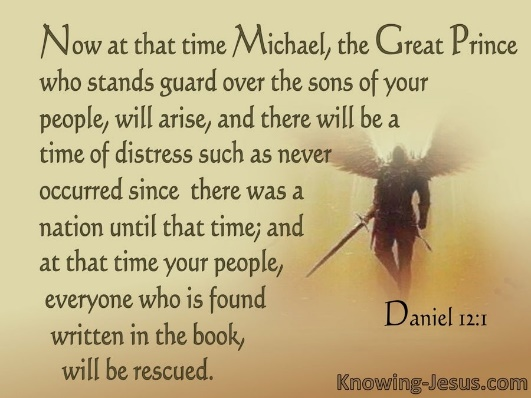 Now at that time Michael, the Great Prince
who stands guard over the sons of your
people, will arise, and there will be a
time of distress such as never
occurred since there was a
nation until that time; and
at that time your people,
everyone who is found
written in the book,
will be rescued.
Daniel 12:1
Knowing-Jesus.com